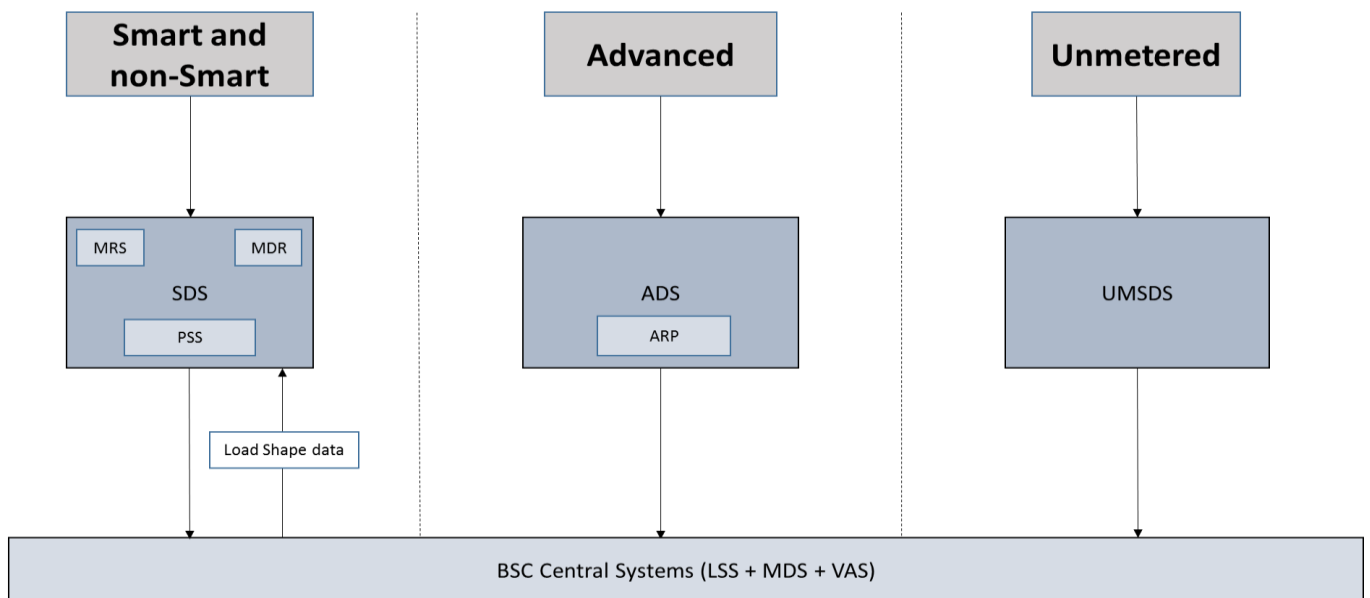 Smart and
non-Smart
Advanced
Unmetered
MRS
MDR
SDS
PSS
ADS
ARP
UMSDS
Load Shape data
BSC Central Systems (LSS + MDS + VAS)